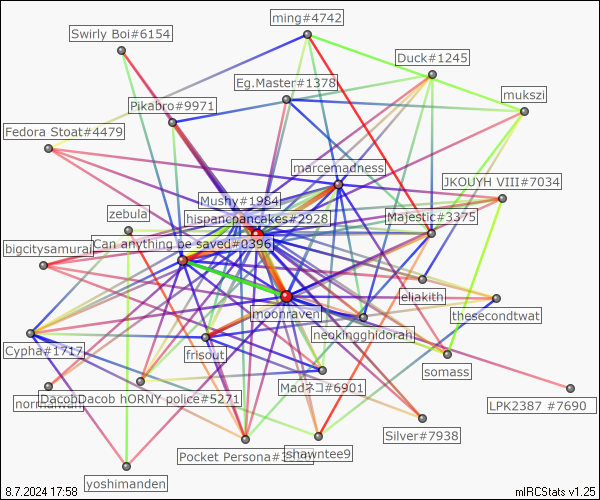 ming#4742
Swirly Boi#6154
Duck#1245
Eg.Master#1378
mukszi
Pikabro#9971
Fedora Stoat#4479
marcemadness
JKOUYH VIII#7034
Mushy#1984
zebula
hispancpancakes#2928
Majestic#3375
bigcitysamurai
Can anything be saved#0396
eliakith
moonraven
thesecondtwat
neokingghidorah
Cypha#1717
frisout
somass
Madネコ#6901
DacobDacob hORNY police#5271
LPK2387 #7690
Silver#7938
shawntee9
Pocket Persona
yoshimanden
8.7.2024 17:58
mIRCStats v1.25